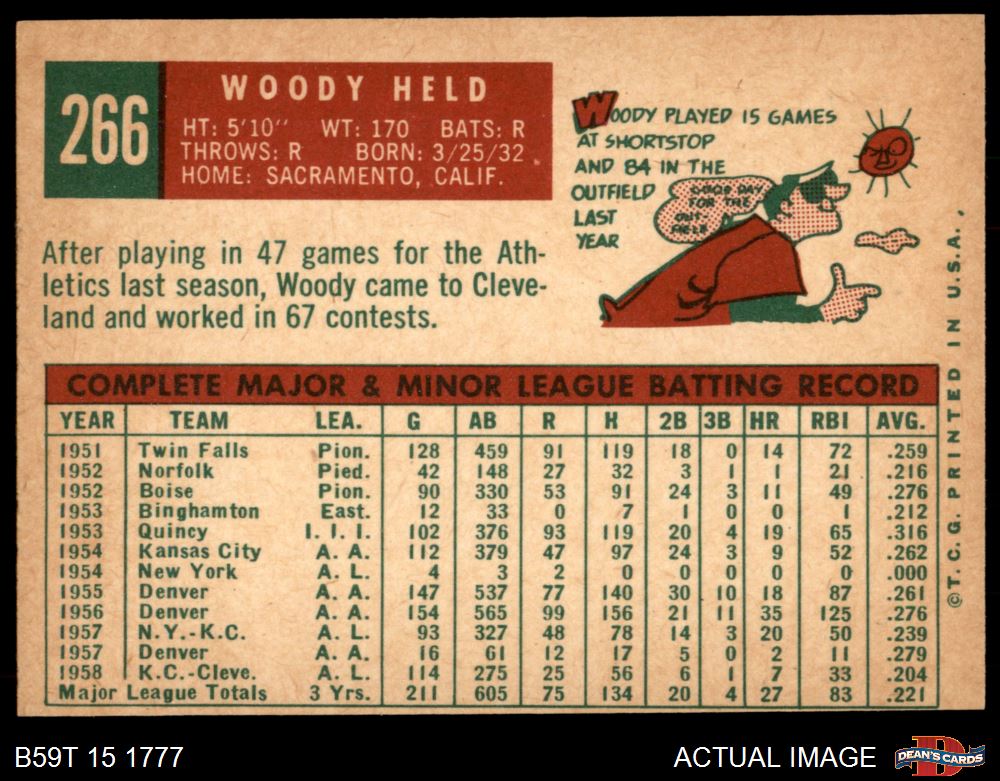 266
WOODY HELD
HT: 5'10" WT: 170 BATS: R
THROWS: R BORN: 3/25/32
HOME: SACRAMENTO, CALIF.
WOODY PLAYED 15 GAMES
AT SHORTSTOP
AND 84 IN THE
OUTFIELD
LAST
YEAR
FOR THE
OUT-
FIELD
After playing in 47 games for the Ath-
letics last season, Woody came to Cleve-
land and worked in 67 contests.
COMPLETE MAJOR & MINOR LEAGUE BATTING RECORD
YEAR TEAM LEA. G AB R H 2B 3B HR RBI AVG.
1951 Twin Falls Pion. 128 459 91 119 18 0 14 72 .259
1952 Norfolk Pied. 42 148 27 32 3 1 1 21 .216
1952 Boise Pion. 90 330 53 91 24 3 11 49 .276
1953 Binghamton East. 12 33 0 7 1 0 0 1 .212
1953 Quincy I. I. I. 102 376 93 119 20 4 19 65 .316
1954 Kansas City A. A. 112 379 47 97 24 3 9 52 .262
1954 New York A. L. 4 3 2 0 0 0 0 0 .000
1955 Denver A. A. 147 537 77 140 30 10 18 87 .261
1956 Denver A. A. 154 565 99 156 21 11 35 125 .276
1957 N.Y.-K.C. A. L. 93 327 48 78 14 3 20 50 .239
1957 Denver A. A. 16 61 12 17 5 0 2 11 .279
1958 K.C.-Cleve. A. L. 114 275 25 56 6 1 7 33 .204
Major League Totals 3 Yrs. 211 605 75 134 20 4 27 83 .221
©T. C. G. PRINTED IN U.S.A.
B59T 15 1777
ACTUAL IMAGE
DEAN'S CARDS